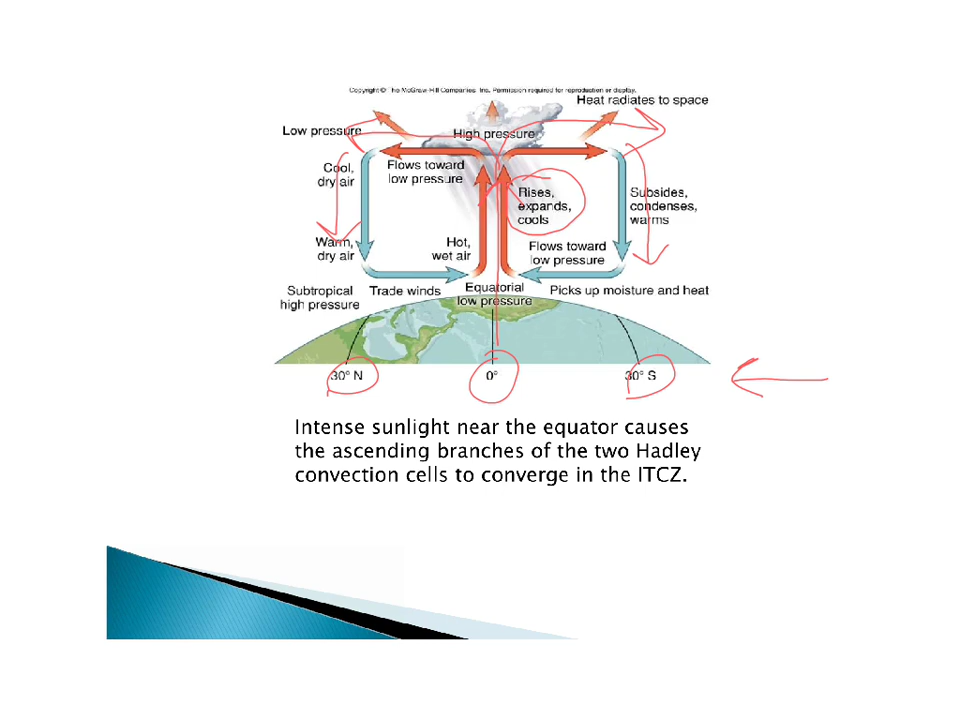 Copyright © The McGraw-Hill Companies, Inc. Permission required for reproduction or display.
Heat radiates to space
Low pressure
High pressure
Cool,
dry air
Flows toward
low pressure
Rises,
expands,
cools
Subsides,
condenses,
warms
Warm,
dry air
Hot,
wet air
Flows toward
low pressure
Subtropical
high pressure
Trade winds
Equatorial
low pressure
Picks up moisture and heat
30° N
0°
30° S
Intense sunlight near the equator causes
the ascending branches of the two Hadley
convection cells to converge in the ITCZ.